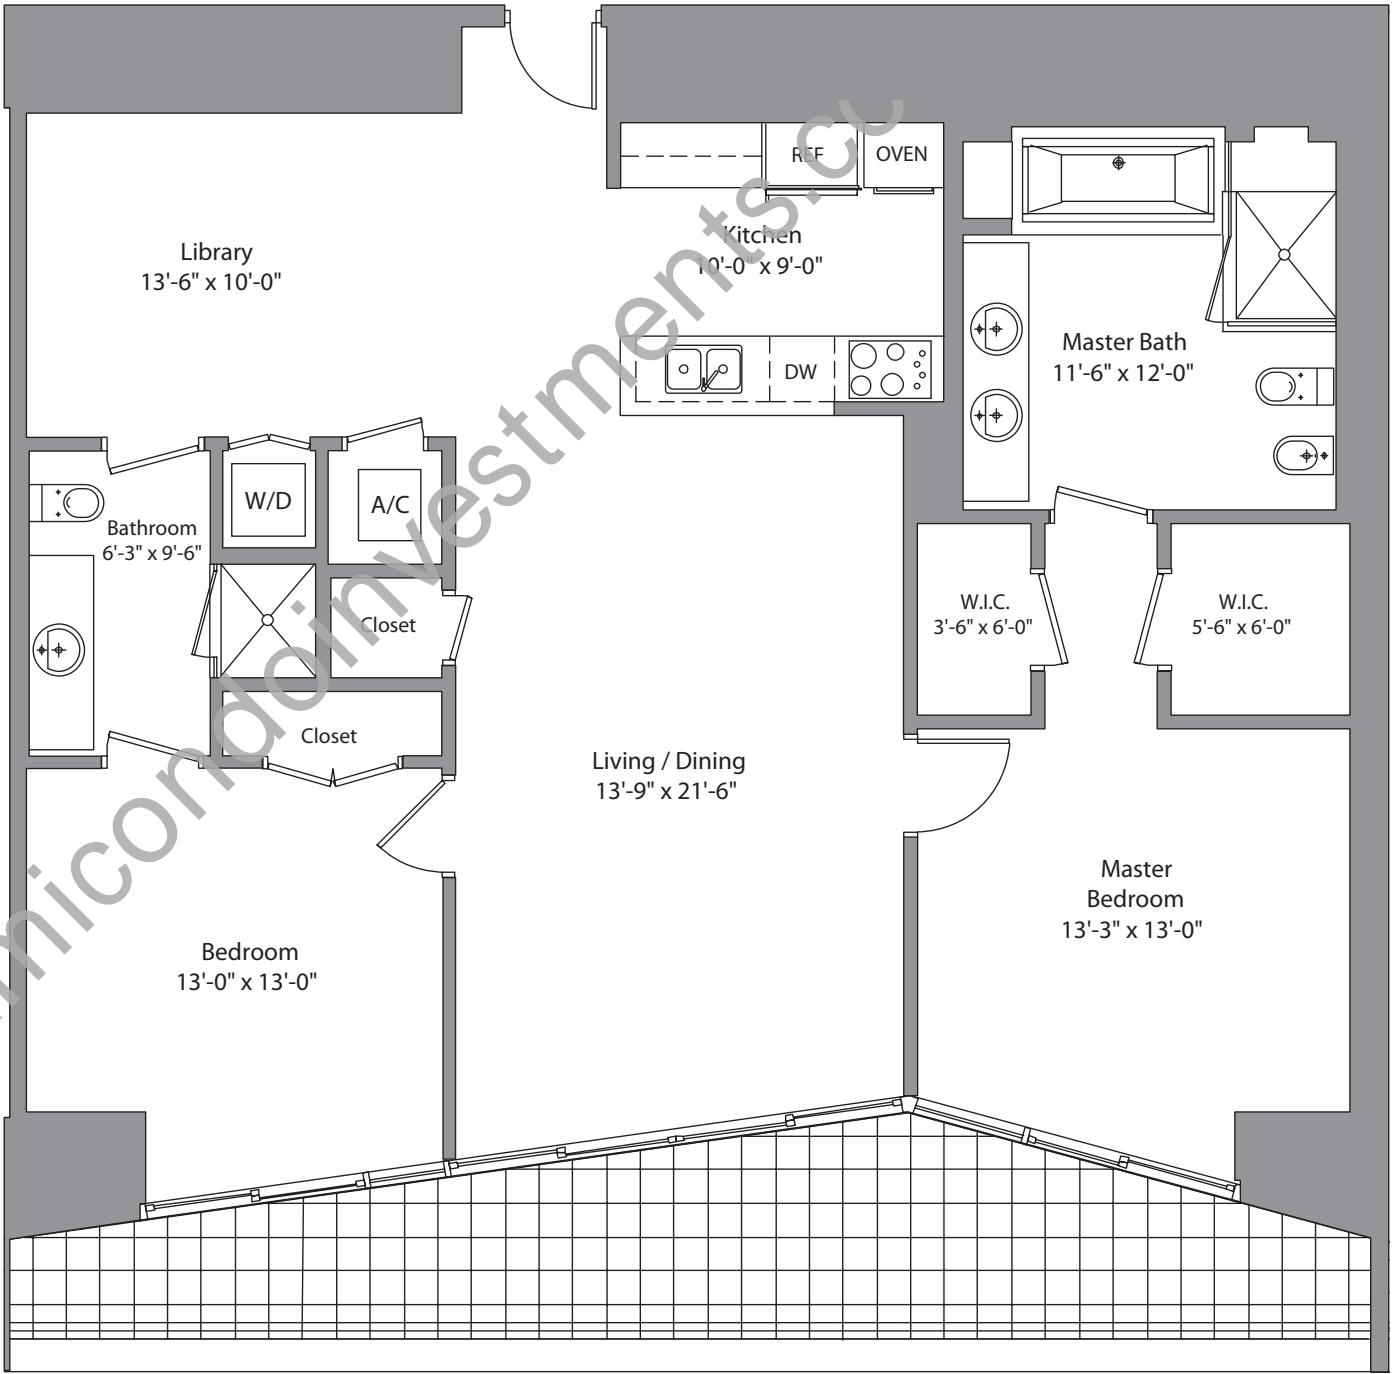 REF
OVEN
Library
13'-6" x 10'-0"
Kitchen
10'-0" x 9'-0"
Master Bath
11'-6" x 12'-0"
DW
W/D
A/C
Bathroom
6'-3" x 9'-6"
Closet
W.I.C.
3'-6" x 6'-0"
W.I.C.
5'-6" x 6'-0"
Closet
Living / Dining
13'-9" x 21'-6"
Master
Bedroom
13'-3" x 13'-0"
Bedroom
13'-0" x 13'-0"
micondoinvestments.co